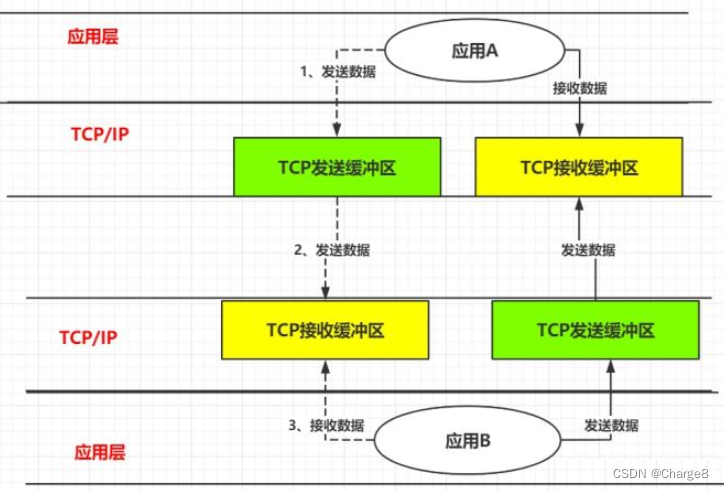 应用层
应用A
1、发送数据
接收数据
TCP/IP
TCP发送缓冲区
TCP接收缓冲区
2、发送数据
发送数据
TCP/IP
TCP接收缓冲区
TCP发送缓冲区
3、接收数据
应用B
发送数据
应用层
CSDN @Charge8